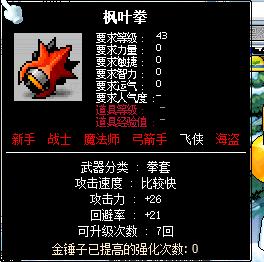 枫叶拳
要求等级： 43
要求力量： 0
要求敏捷： 0
要求智力： 0
要求运气： 0
要求人气度：-
道具等级： -
道具经验值：-
新手 战士 魔法师 弓箭手 飞侠 海盗
武器分类 : 拳套
攻击速度 : 比较快
攻击力 : +26
回避率 : +21
可升级次数 : 7回
金锤子已提高的强化次数: 0